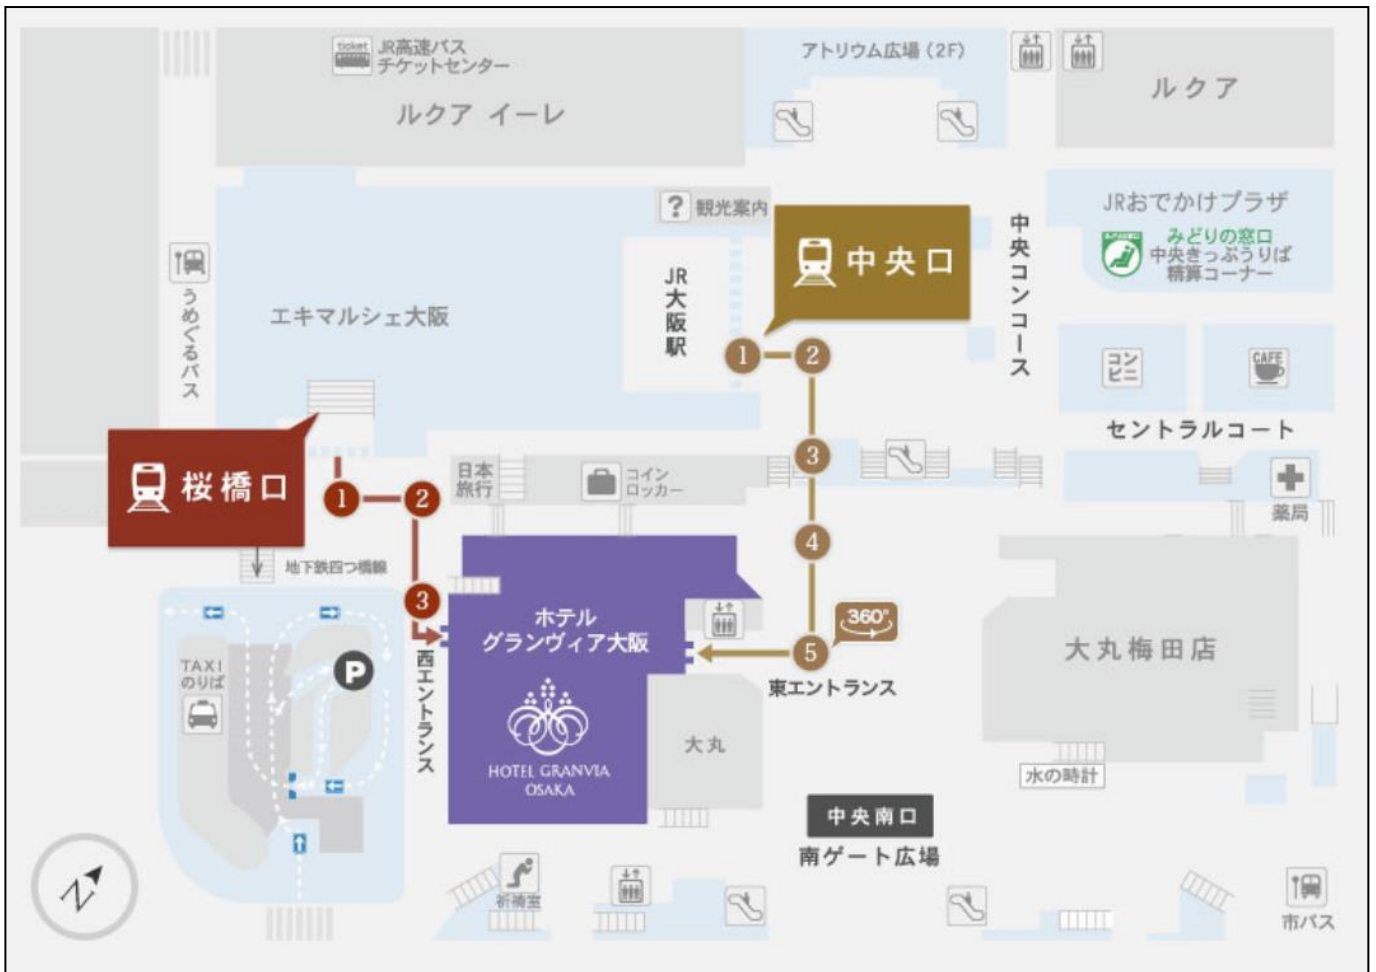 ticket
JR高速バス
チケットセンター
ルクア イーレ
アトリウム広場（2F）
ルクア
?
観光案内
中央口
中央コンコース
JRおでかけプラザ
みどりの窓口
中央きっぷうりば
精算コーナー
うめぐるバス
エキマルシェ大阪
JR大阪駅
1
2
コンビニ
CAFE
セントラルコート
桜橋口
1
2
日本
旅行
コイン
ロッカー
3
薬局
地下鉄四つ橋線
4
3
ホテル
グランヴィア大阪
360°
5
東エントランス
西エントランス
TAXI
のりば
P
HOTEL GRANVIA
OSAKA
大丸
大丸梅田店
水の時計
中央南口
南ゲート広場
祈祷室
市バス
N